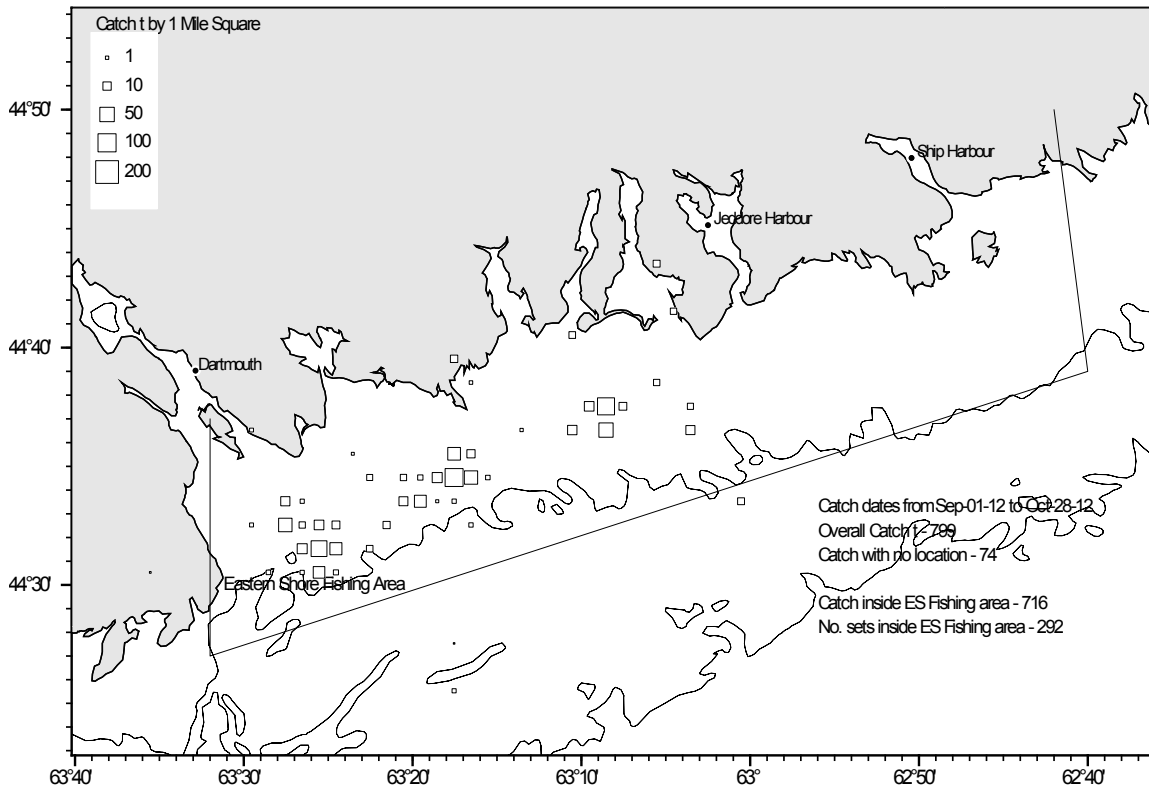 Catch t by 1 Mile Square
1
10
50
100
200
44°50'
44°40'
44°30'
Ship Harbour
Jeddore Harbour
Dartmouth
Eastern Shore Fishing Area
Catch dates from Sep-01-12 to Oct-28-12
Overall Catch t - 799
Catch with no location - 74
Catch inside ES Fishing area - 716
No. sets inside ES Fishing area - 292
63°40' 63°30' 63°20' 63°10' 63° 62°50' 62°40'